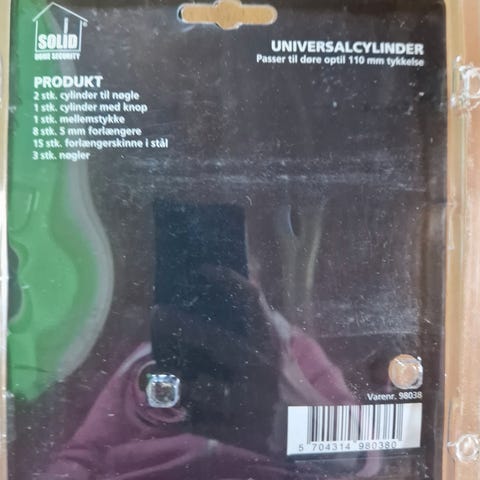 SOLID
HOME SECURITY
UNIVERSALCYLINDER
Passer til døre optil 110 mm tykkelse
PRODUKT
2 stk. cylinder til nøgle
1 stk. cylinder med knop
1 stk. mellemstykke
8 stk. 5 mm forlængere
15 stk. forlængerskinne i stål
3 stk. nøgler
Varenr. 98038
5 704314 980380